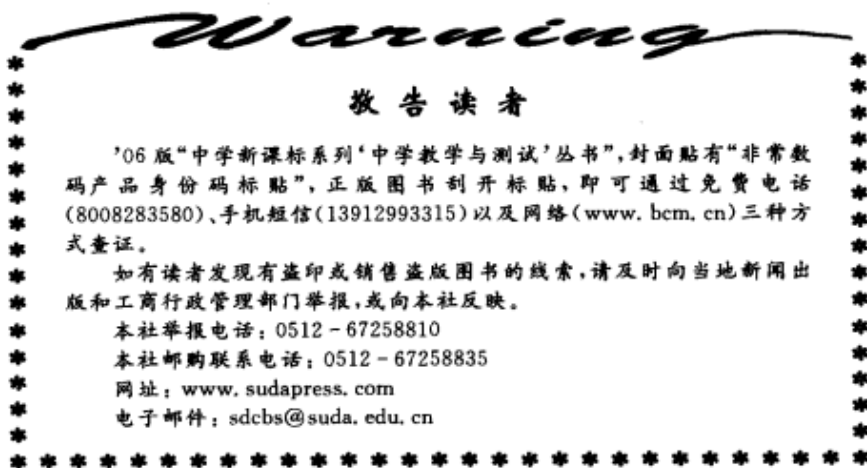 Warning
敬告读者
'06版“中学新课标系列‘中学教学与测试’丛书”,封面贴有“非常数
码产品身份码标贴”,正版图书刮开标贴,即可通过免费电话
(8008283580)、手机短信(13912993315)以及网络(www.bcm.cn)三种方
式查证。
如有读者发现有盗印或销售盗版图书的线索,请及时向当地新闻出
版和工商行政管理部门举报,或向本社反映。
本社举报电话:0512-67258810
本社邮购联系电话:0512-67258835
网址:www.sudapress.com
电子邮件:sdcbs@suda.edu.cn